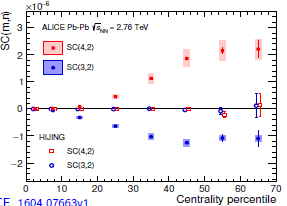 ×10⁻⁶
SC(m,n)
ALICE Pb-Pb √sNN = 2.76 TeV
SC(4,2)
SC(3,2)
HIJING
SC(4,2)
SC(3,2)
3
2
1
0
−1
−2
0 10 20 30 40 50 60 70
Centrality percentile
1604.07663v1